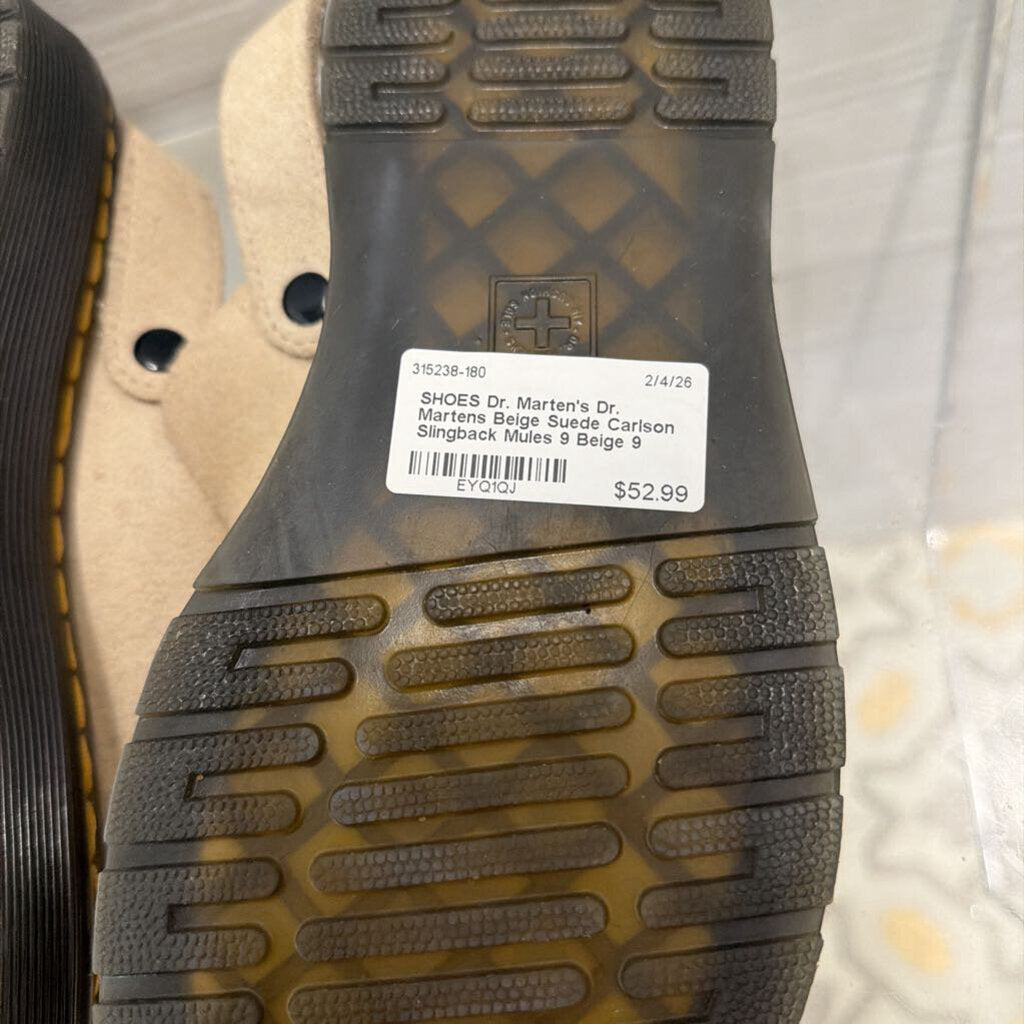 315238-180
2/4/26
SHOES Dr. Marten's Dr.
Martens Beige Suede Carlson
Slingback Mules 9 Beige 9
EYQ1QJ
$52.99